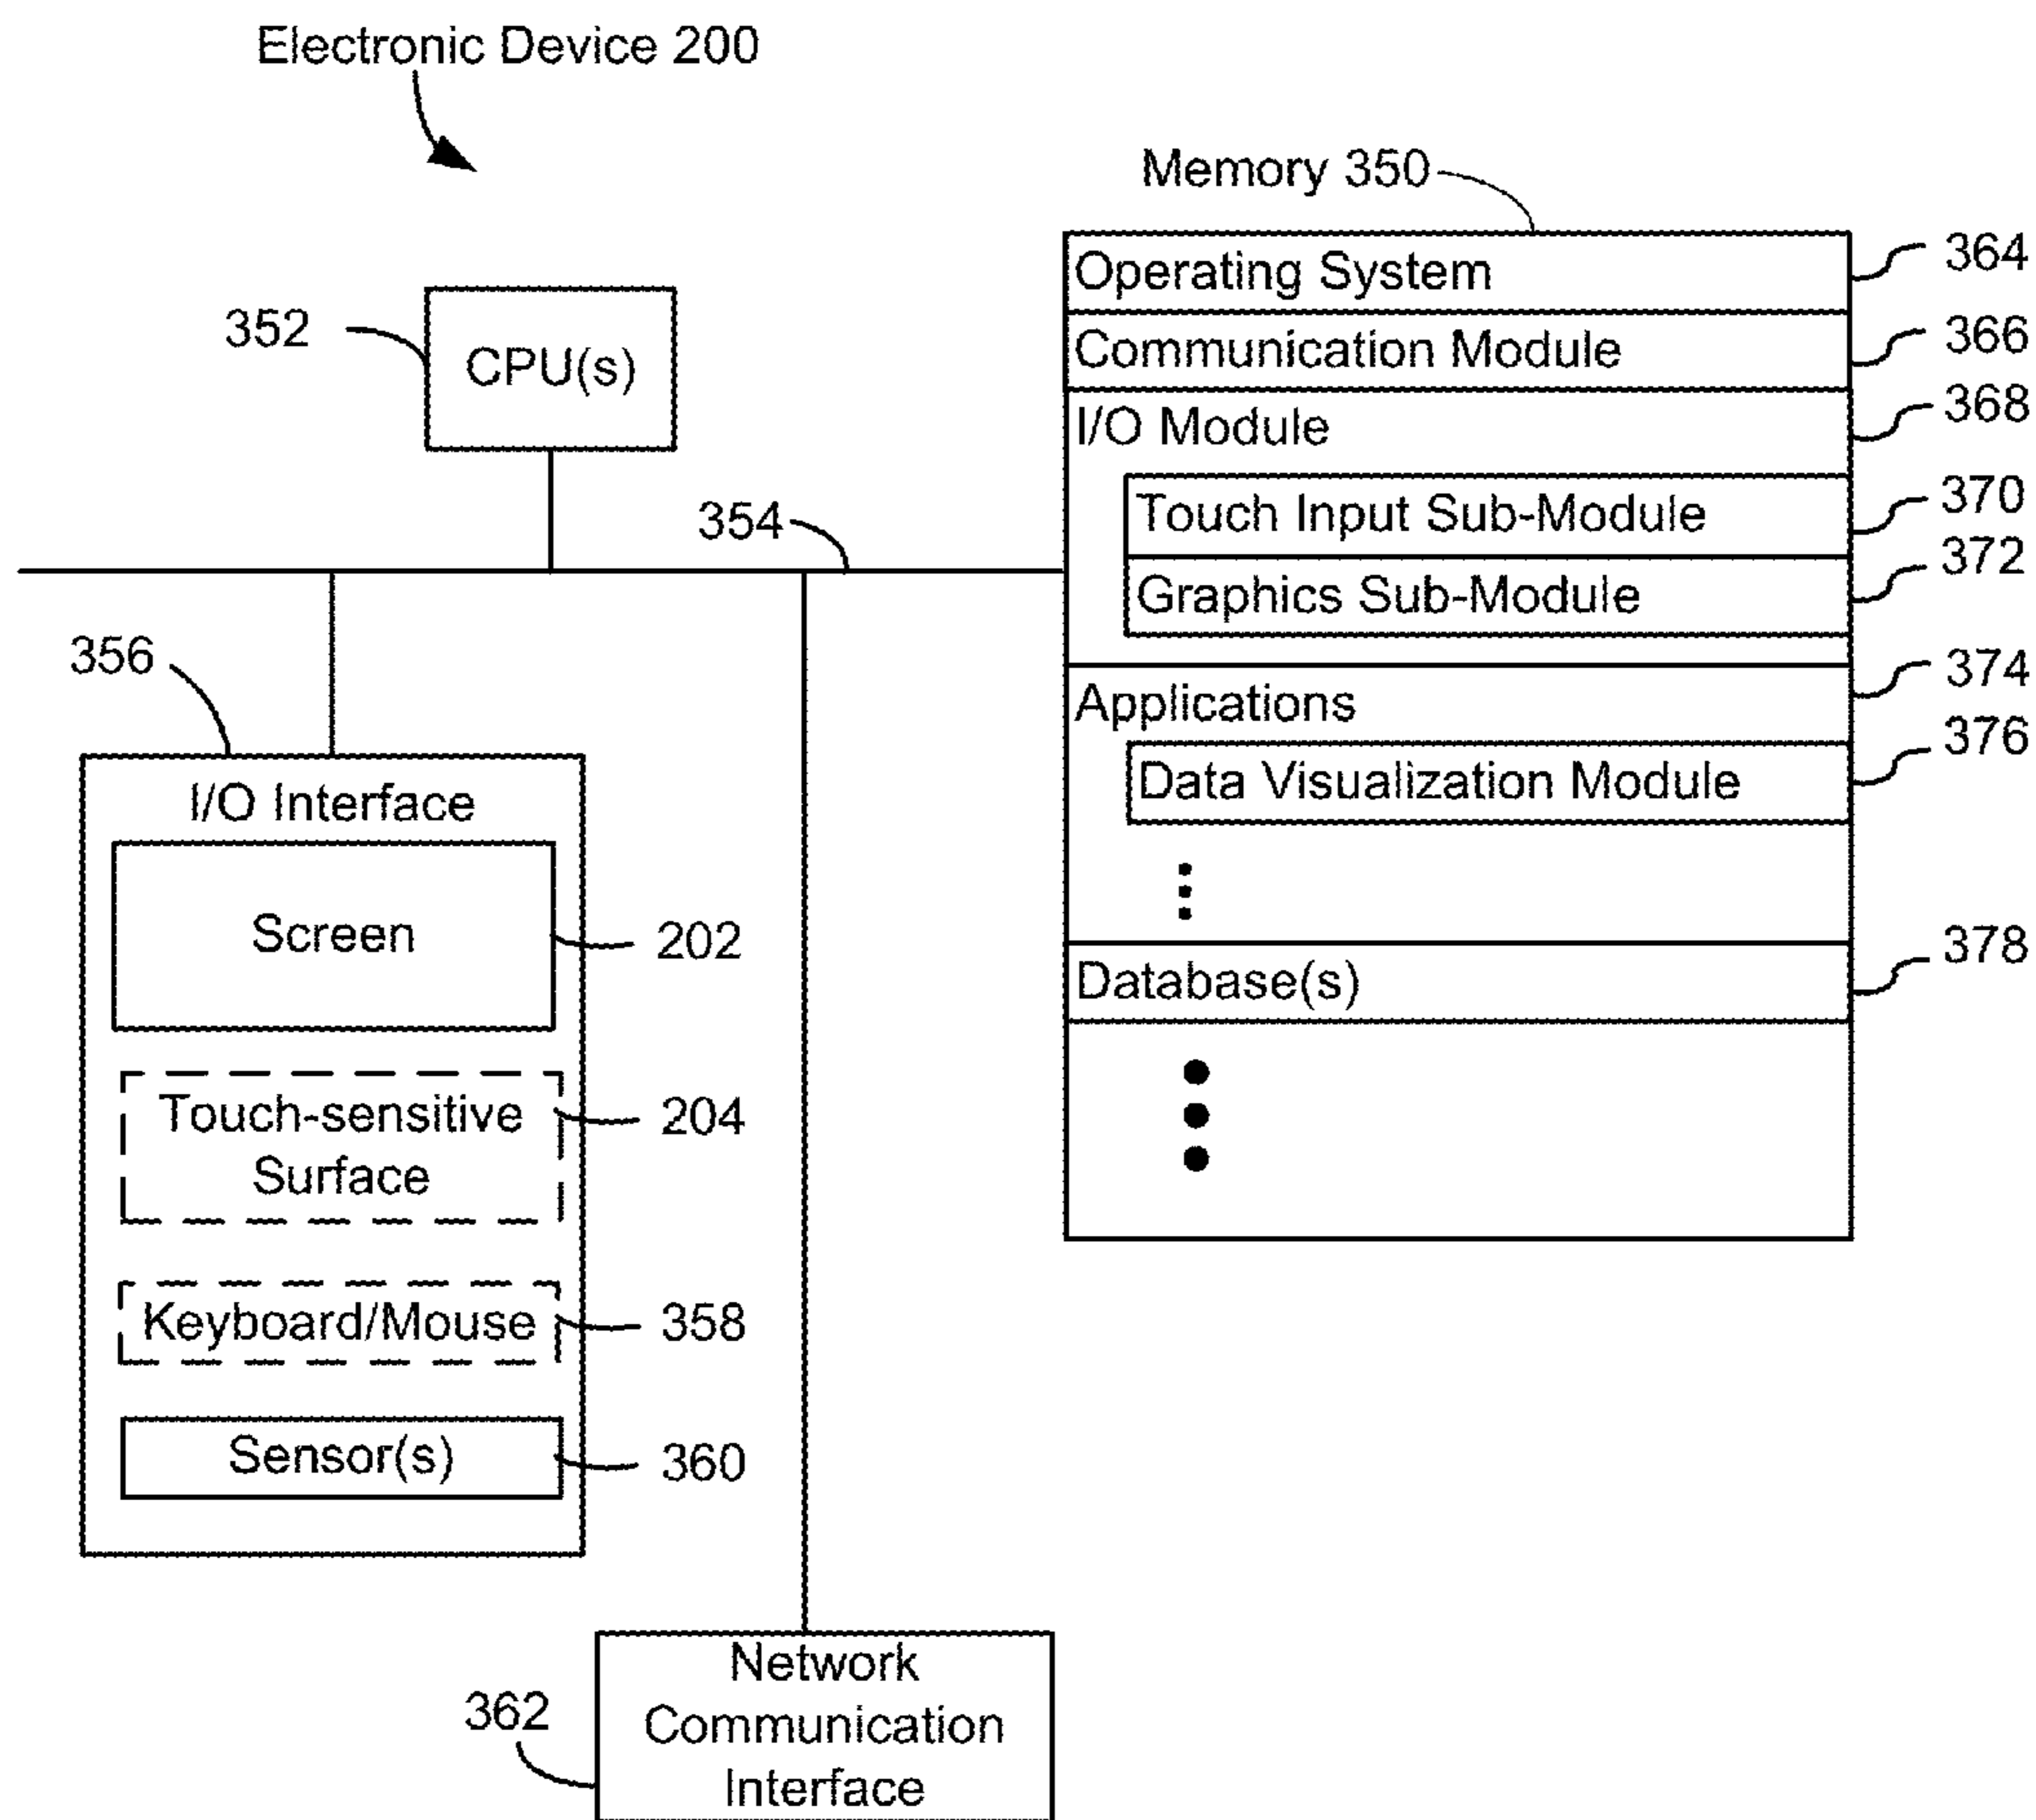 Electronic Device 200
Memory 350
Operating System
364
Communication Module
366
I/O Module
368
Touch Input Sub-Module
370
Graphics Sub-Module
372
Applications
374
Data Visualization Module
376
Database(s)
378
352
CPU(s)
354
356
I/O Interface
Screen
202
Touch-sensitive
Surface
204
Keyboard/Mouse
358
Sensor(s)
360
362
Network
Communication
Interface